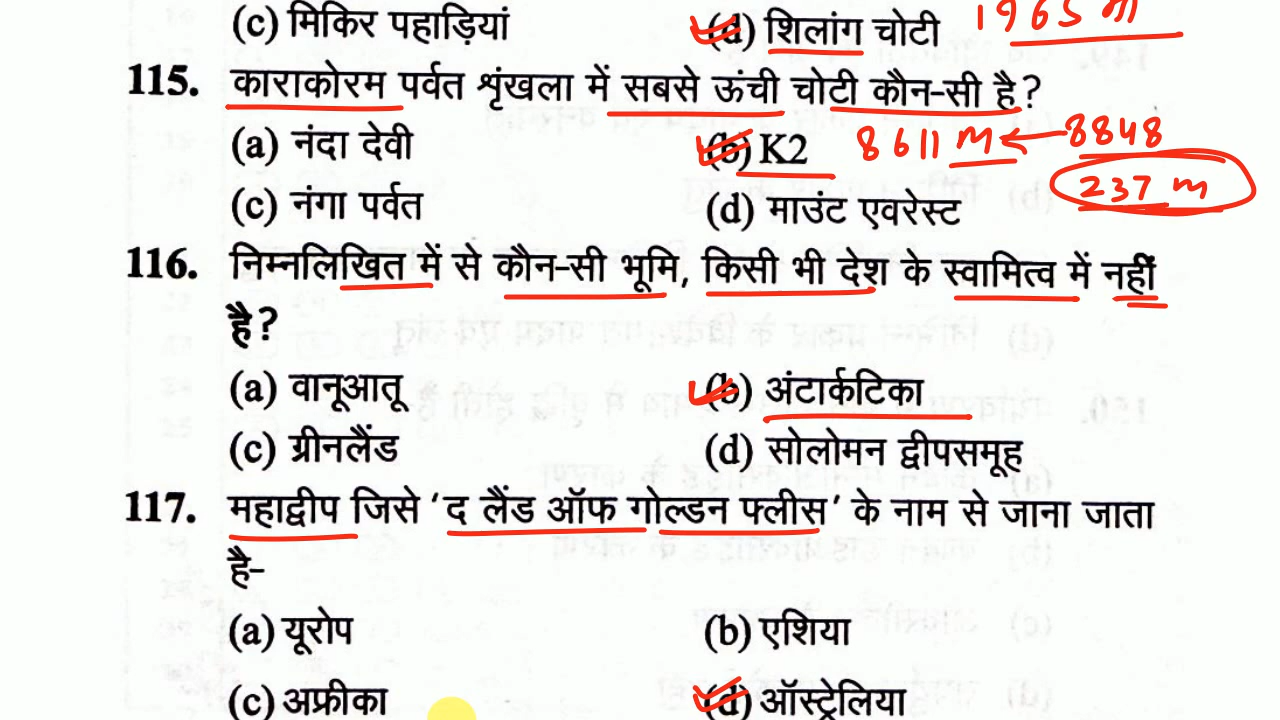 (c) मिकिर पहाड़ियां (d) शिलांग चोटी 1965 मी
115. काराकोरम पर्वत शृंखला में सबसे ऊंची चोटी कौन-सी है?
(a) नंदा देवी (b) K2 8611 m ← 8848
237 m
(c) नंगा पर्वत (d) माउंट एवरेस्ट
116. निम्नलिखित में से कौन-सी भूमि, किसी भी देश के स्वामित्व में नहीं
है?
(a) वानूआतू (b) अंटार्कटिका
(c) ग्रीनलैंड (d) सोलोमन द्वीपसमूह
117. महाद्वीप जिसे ‘द लैंड ऑफ गोल्डन फ्लीस’ के नाम से जाना जाता
है-
(a) यूरोप (b) एशिया
(c) अफ्रीका (d) ऑस्ट्रेलिया